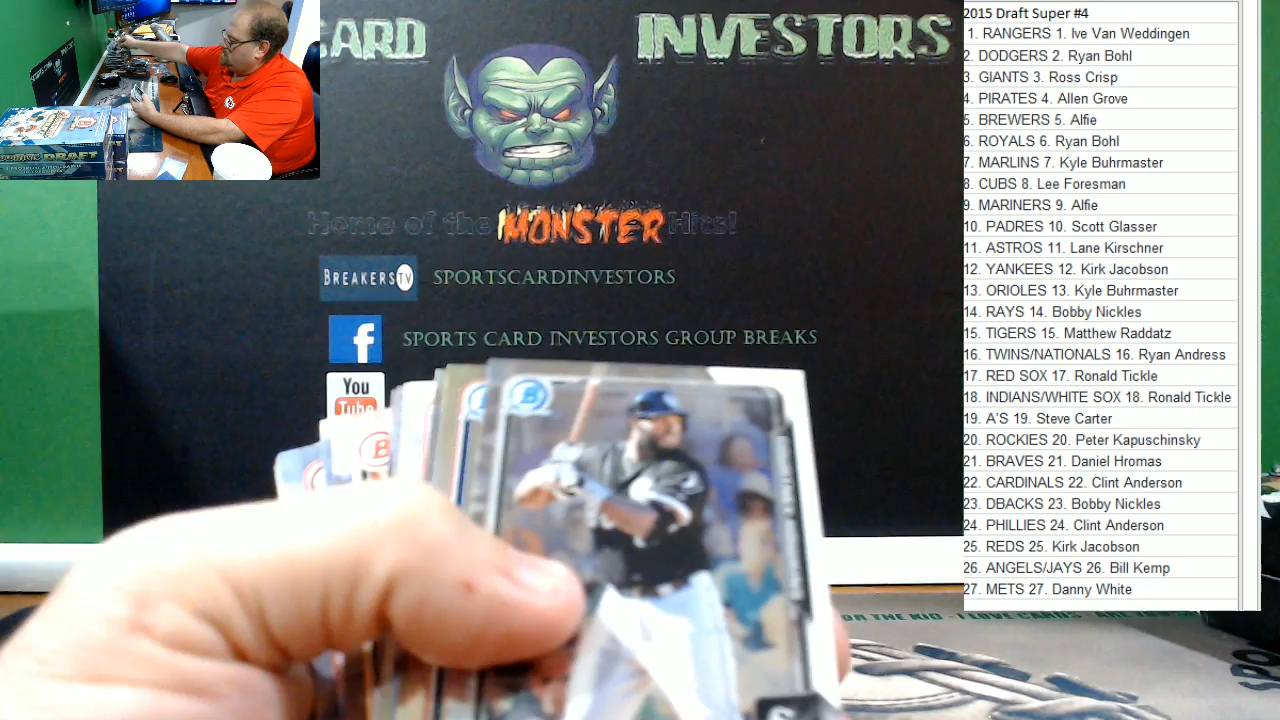 CARD INVESTORS
Home of the MONSTER Hits!
BREAKERS TV SPORTSCARDINVESTORS
f SPORTS CARD INVESTORS GROUP BREAKS
You
Tube
B
DRAFT
2015 Draft Super #4
1. RANGERS 1. Ive Van Weddingen
2. DODGERS 2. Ryan Bohl
3. GIANTS 3. Ross Crisp
4. PIRATES 4. Allen Grove
5. BREWERS 5. Alfie
6. ROYALS 6. Ryan Bohl
7. MARLINS 7. Kyle Buhrmaster
8. CUBS 8. Lee Foresman
9. MARINERS 9. Alfie
10. PADRES 10. Scott Glasser
11. ASTROS 11. Lane Kirschner
12. YANKEES 12. Kirk Jacobson
13. ORIOLES 13. Kyle Buhrmaster
14. RAYS 14. Bobby Nickles
15. TIGERS 15. Matthew Raddatz
16. TWINS/NATIONALS 16. Ryan Andress
17. RED SOX 17. Ronald Tickle
18. INDIANS/WHITE SOX 18. Ronald Tickle
19. A'S 19. Steve Carter
20. ROCKIES 20. Peter Kapuschinsky
21. BRAVES 21. Daniel Hromas
22. CARDINALS 22. Clint Anderson
23. DBACKS 23. Bobby Nickles
24. PHILLIES 24. Clint Anderson
25. REDS 25. Kirk Jacobson
26. ANGELS/JAYS 26. Bill Kemp
27. METS 27. Danny White
FOR THE KID - I LOVE CARDS